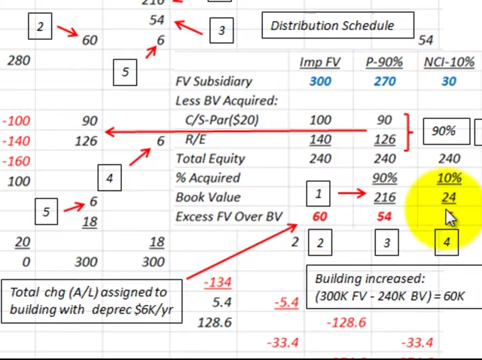 216
54
2
3
Distribution Schedule
60
6
54
280
5
Imp FV P-90% NCI-10%
FV Subsidiary 300 270 30
Less BV Acquired:
-100 90 C/S-Par($20) 100 90
90%
-140 126 6 R/E 140 126
-160 Total Equity 240 240 240
4
100 % Acquired 90% 10%
1
5 6 Book Value 216 24
18 Excess FV Over BV 60 54
2 2 3 4
20 18
0 300 300
Total chg (A/L) assigned to
building with deprec $6K/yr
-134
5.4 -5.4
128.6 -128.6
-33.4 -33.4
Building increased:
(300K FV - 240K BV) = 60K